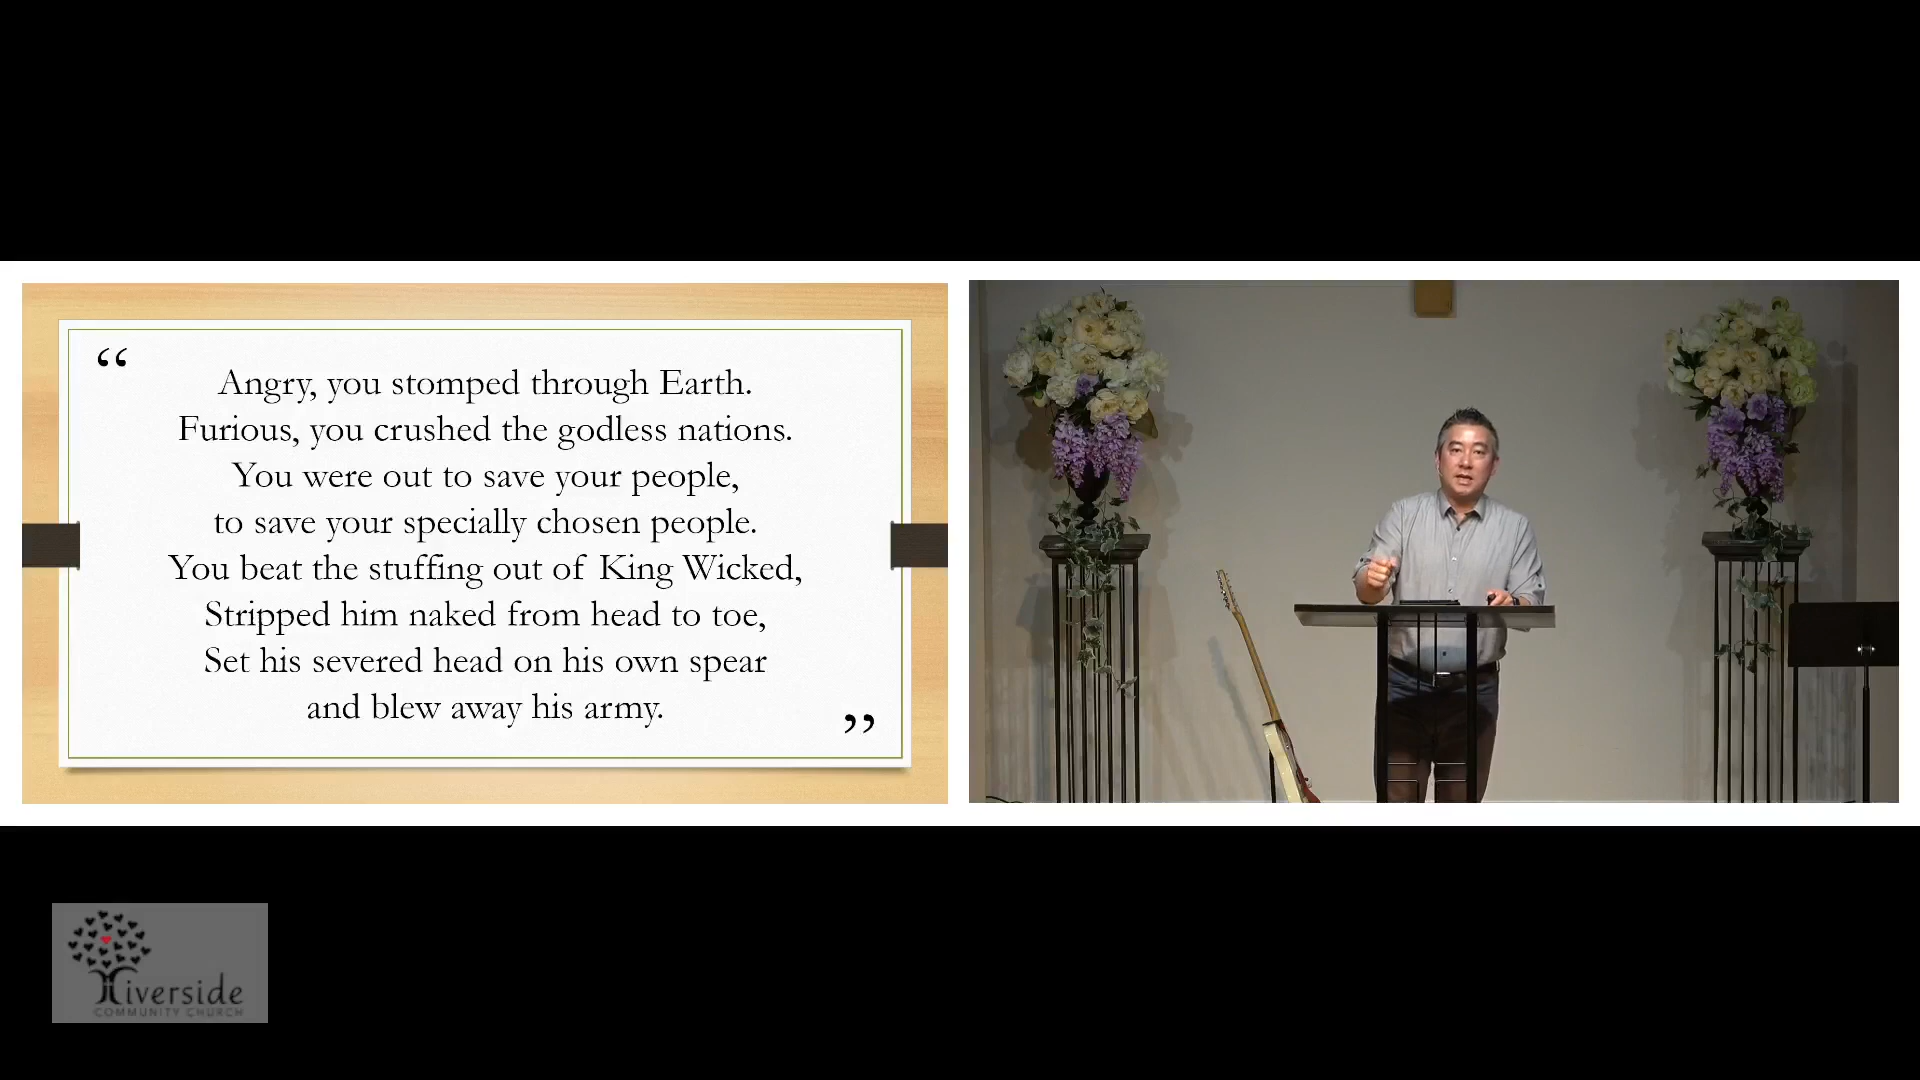 “
Angry, you stomped through Earth.
Furious, you crushed the godless nations.
You were out to save your people,
to save your specially chosen people.
You beat the stuffing out of King Wicked,
Stripped him naked from head to toe,
Set his severed head on his own spear
and blew away his army.
”
Riverside
COMMUNITY CHURCH